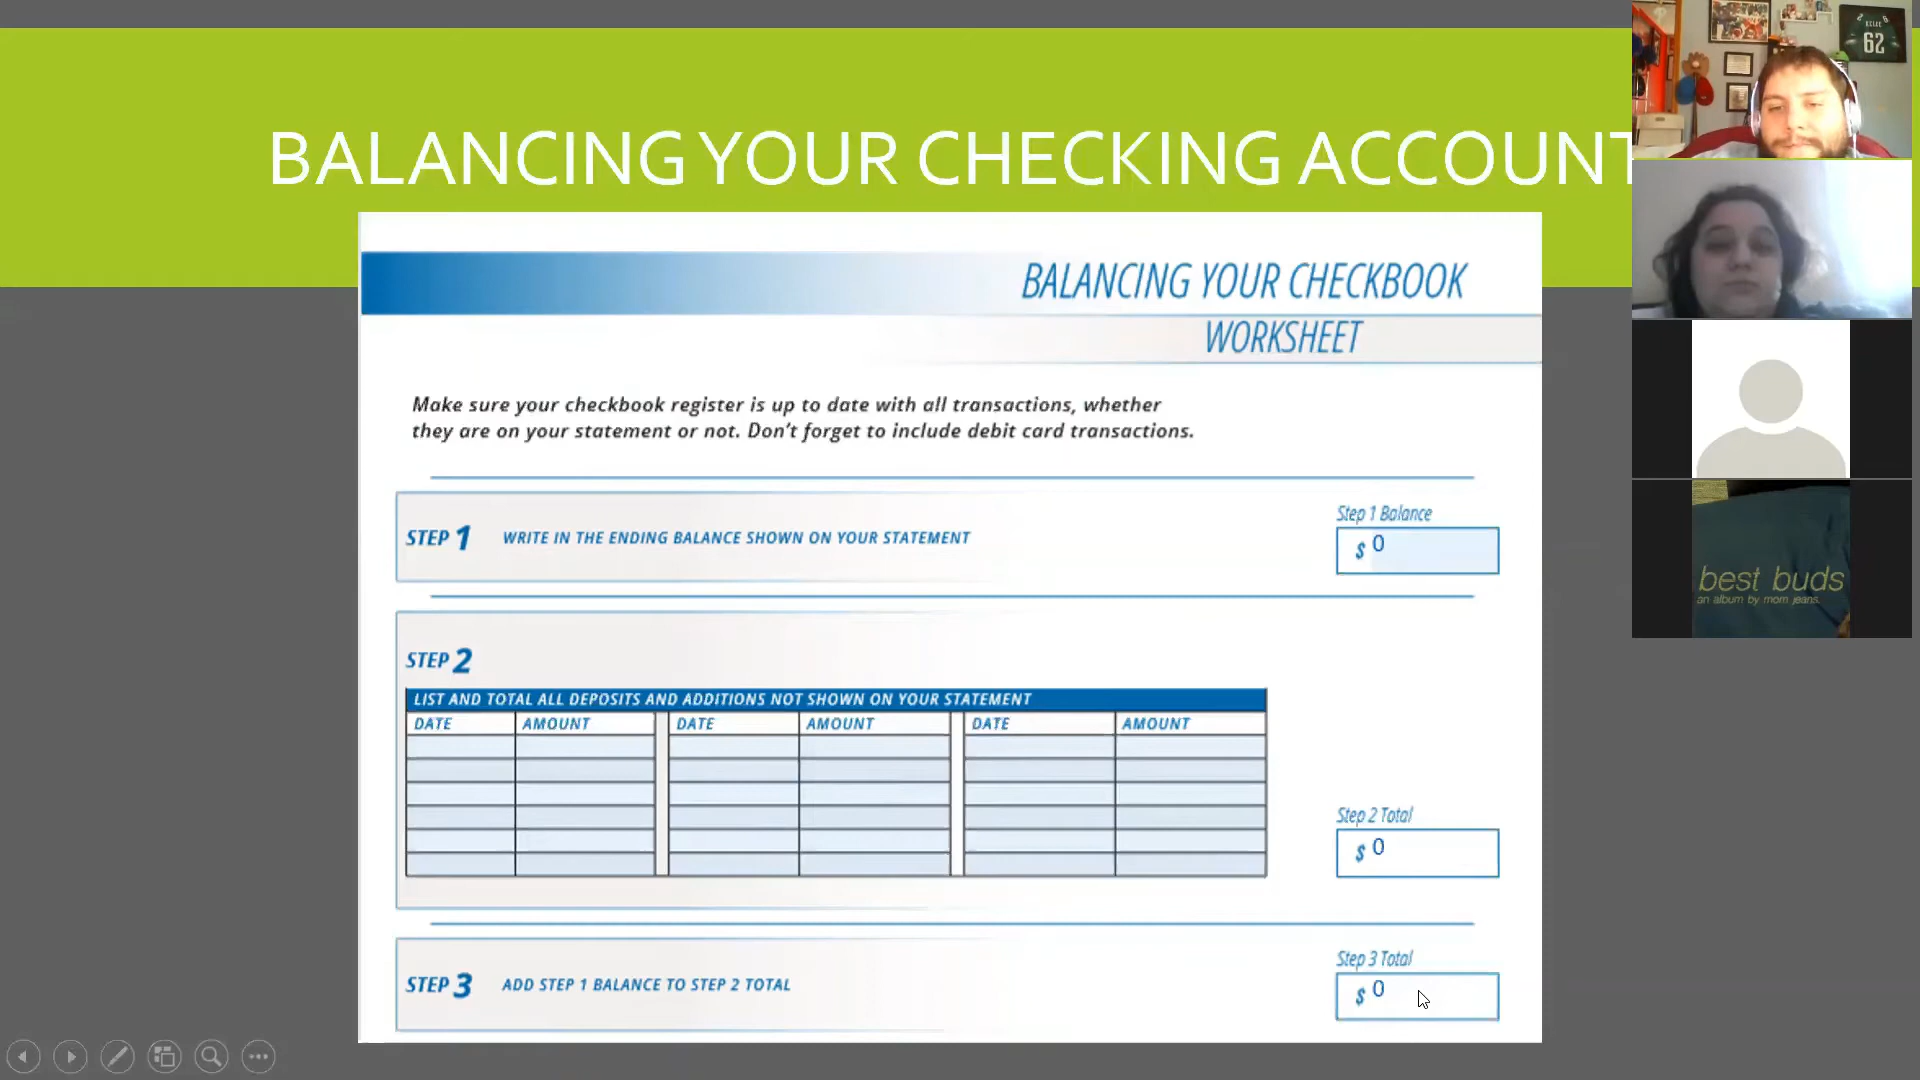 BALANCING YOUR CHECKING ACCOUNT
BALANCING YOUR CHECKBOOK
WORKSHEET
Make sure your checkbook register is up to date with all transactions, whether
they are on your statement or not. Don't forget to include debit card transactions.
STEP 1 WRITE IN THE ENDING BALANCE SHOWN ON YOUR STATEMENT
Step 1 Balance
$ 0
STEP 2
LIST AND TOTAL ALL DEPOSITS AND ADDITIONS NOT SHOWN ON YOUR STATEMENT
DATE AMOUNT DATE AMOUNT DATE AMOUNT
Step 2 Total
$ 0
STEP 3 ADD STEP 1 BALANCE TO STEP 2 TOTAL
Step 3 Total
$ 0
62
best buds
an album by mom jeans.